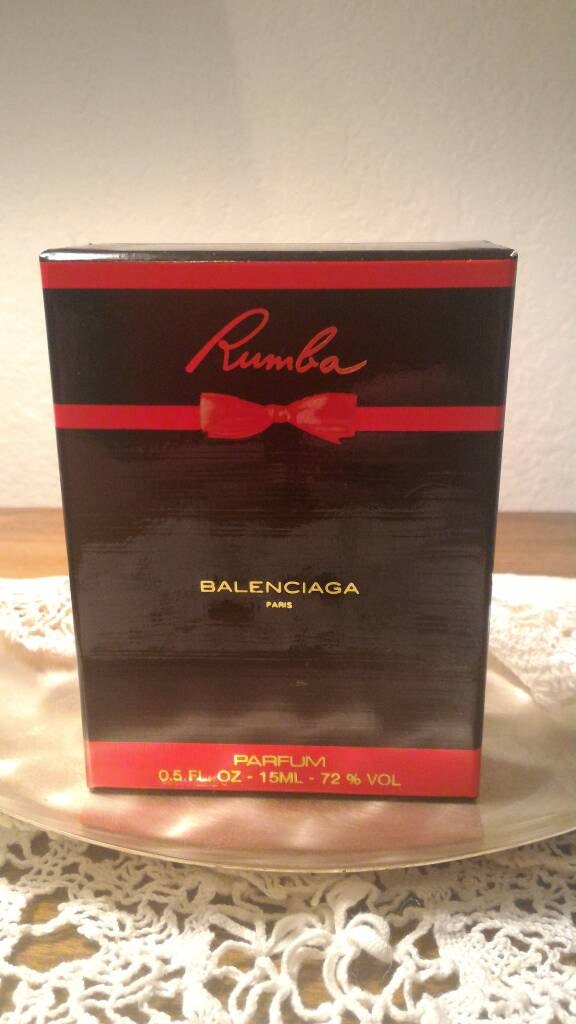 Rumba
BALENCIAGA
PARIS
PARFUM
0.5 FL. OZ - 15ML - 72 % VOL